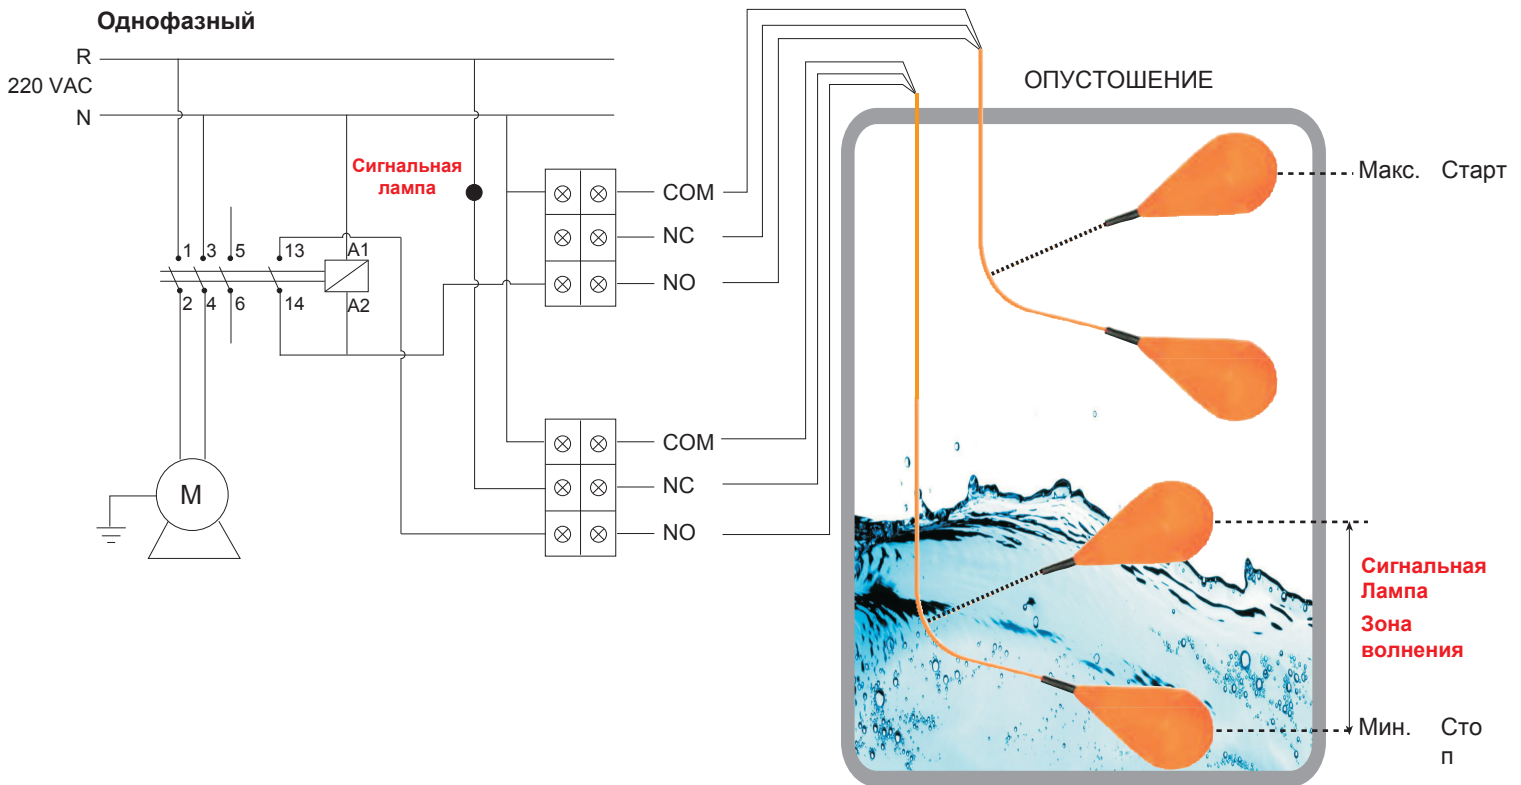 Однофазный
R
220 VAC
N
Сигнальная
лампа
1 3 5 13 A1
2 4 6 14 A2
M
COM
NC
NO
COM
NC
NO
ОПУСТОШЕНИЕ
Макс. Старт
Сигнальная
Лампа
Зона
волнения
Мин. Сто
п